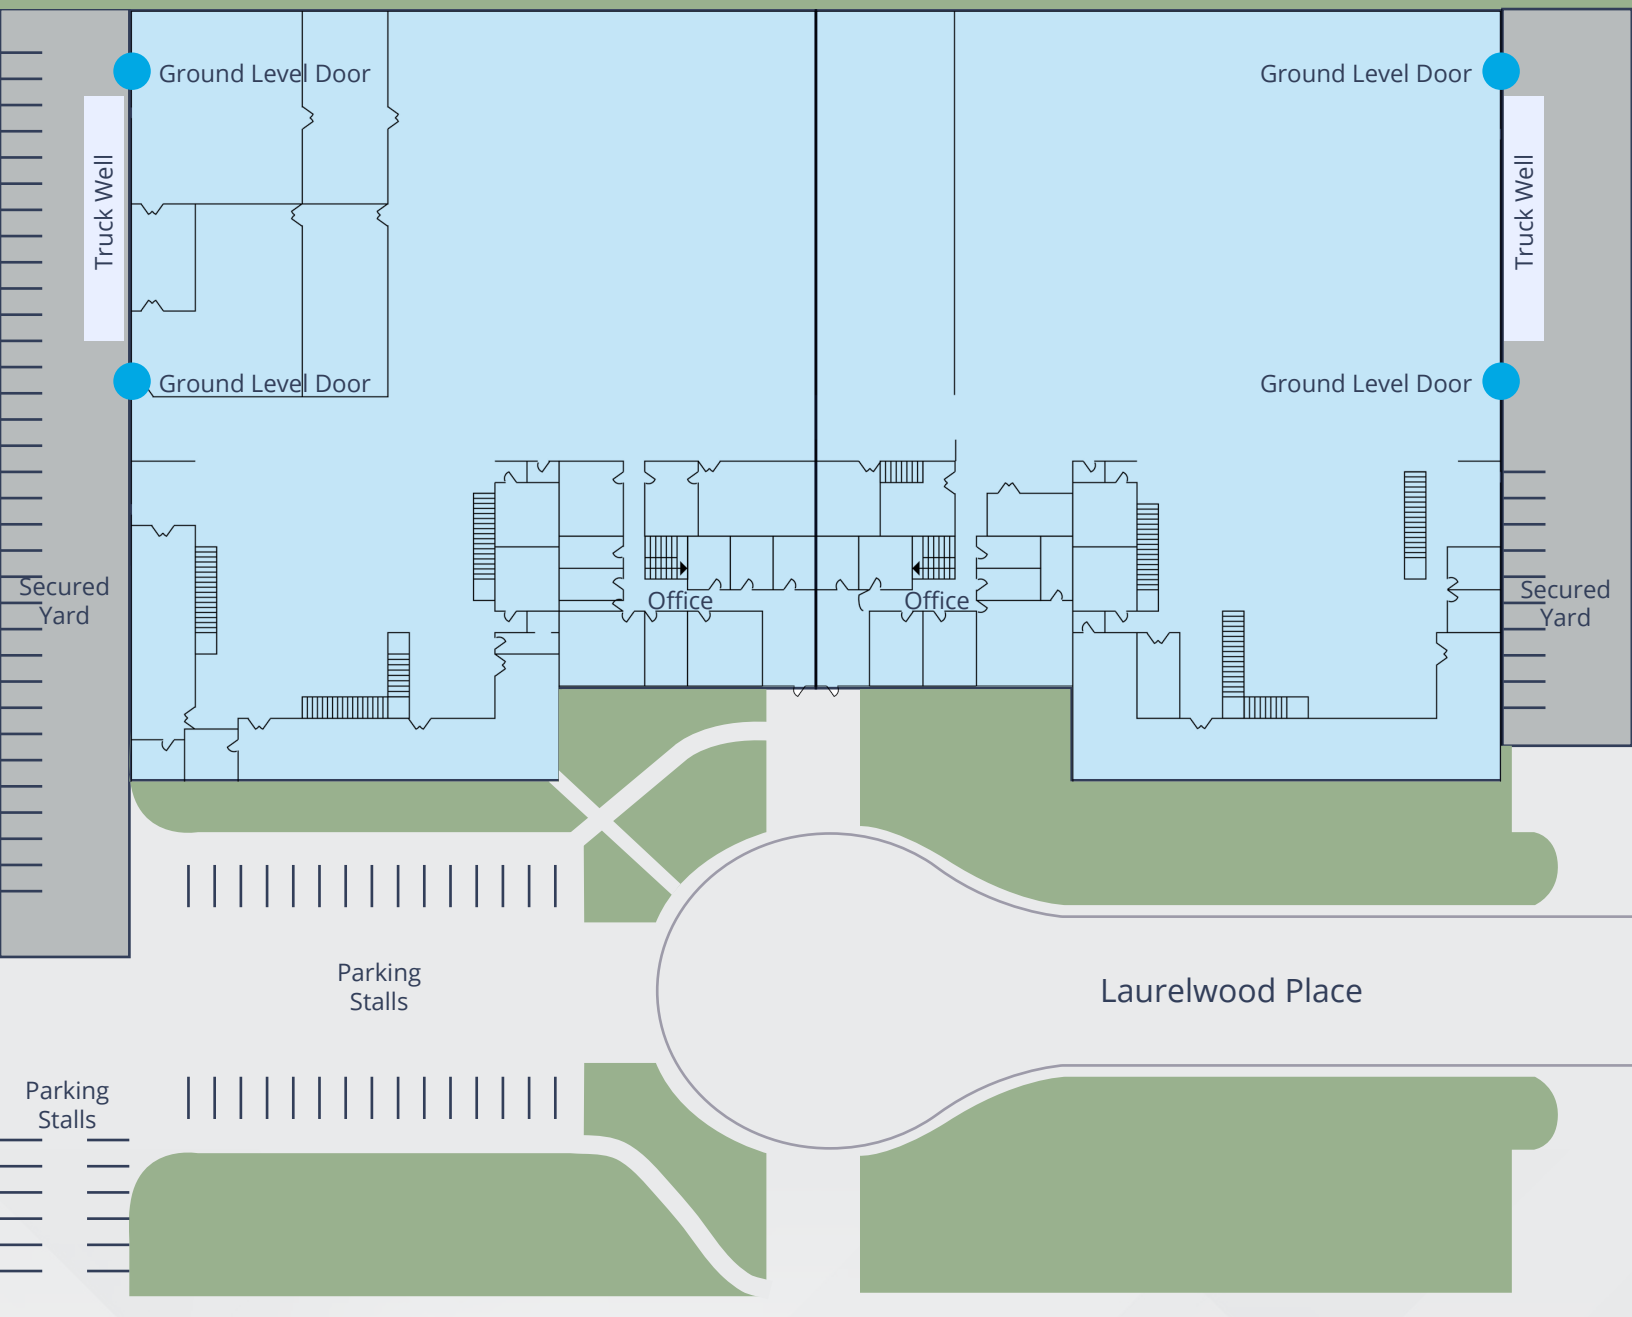 Ground Level Door
Ground Level Door
Truck Well
Truck Well
Ground Level Door
Ground Level Door
Secured
Yard
Office
Office
Secured
Yard
Parking
Stalls
Laurelwood Place
Parking
Stalls